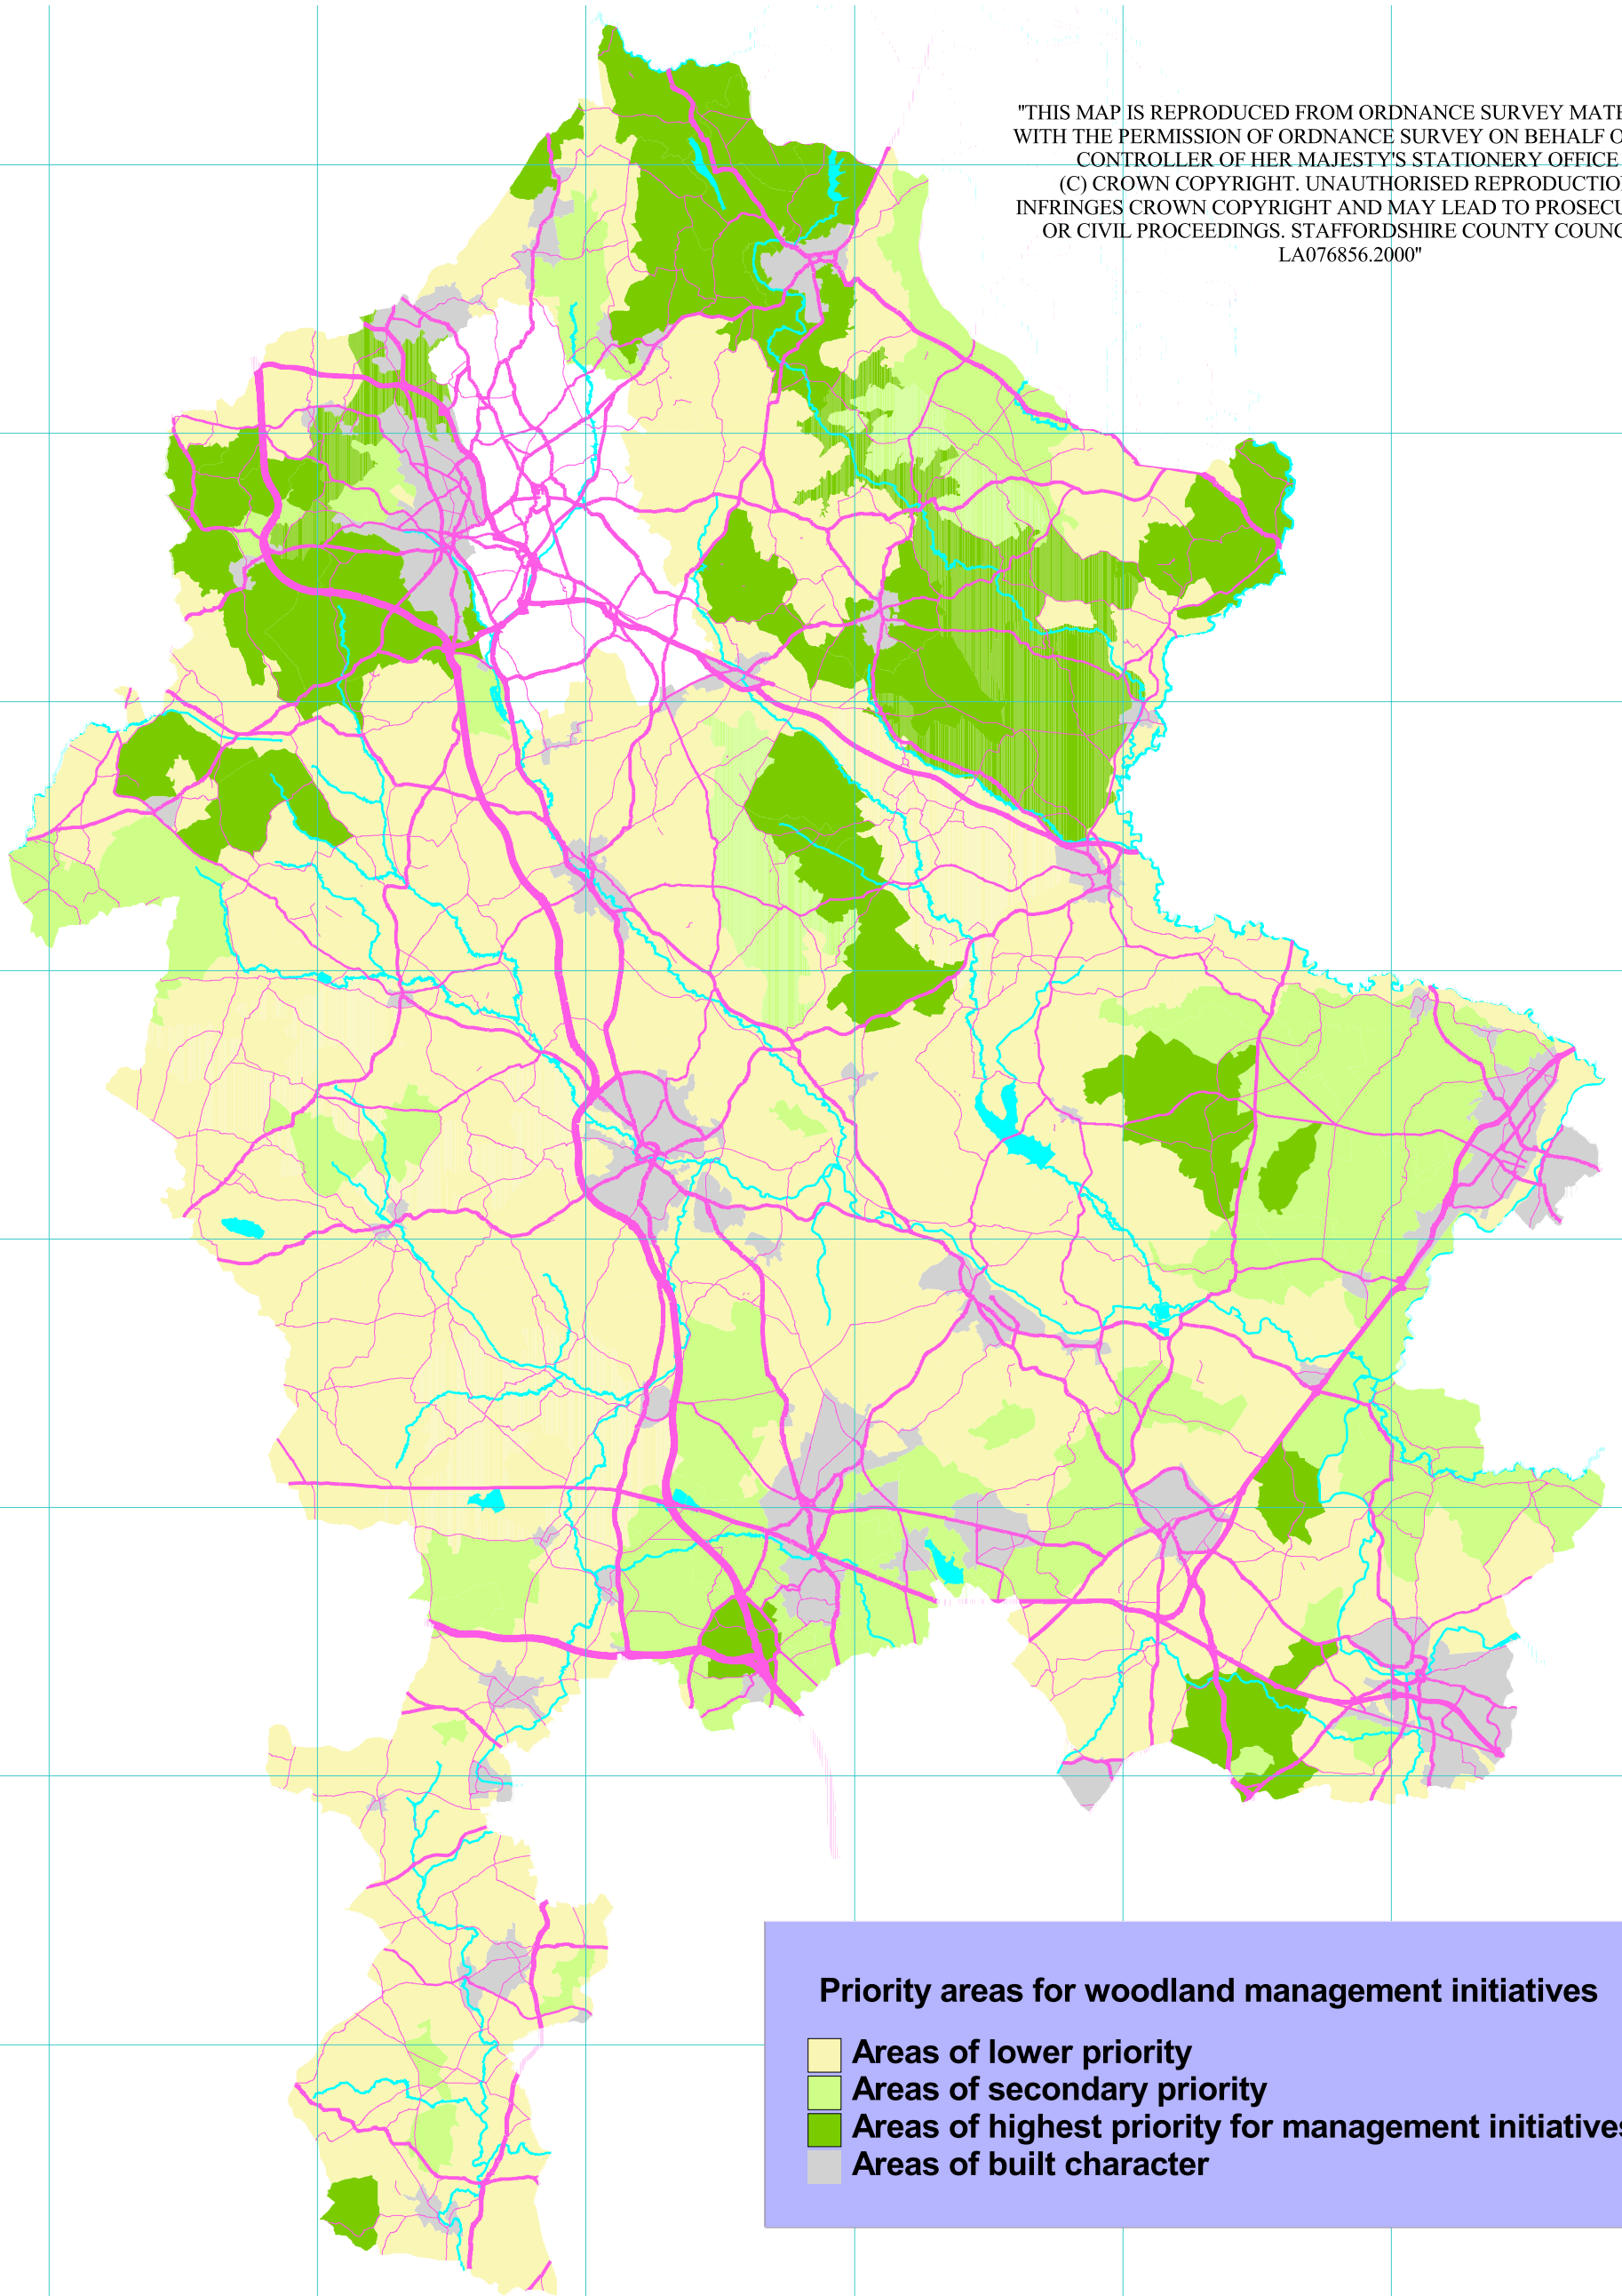 "THIS MAP IS REPRODUCED FROM ORDNANCE SURVEY MATE
WITH THE PERMISSION OF ORDNANCE SURVEY ON BEHALF O
CONTROLLER OF HER MAJESTY'S STATIONERY OFFICE
(C) CROWN COPYRIGHT. UNAUTHORISED REPRODUCTIO
INFRINGES CROWN COPYRIGHT AND MAY LEAD TO PROSECU
OR CIVIL PROCEEDINGS. STAFFORDSHIRE COUNTY COUNC
LA076856.2000"
Priority areas for woodland management initiatives
Areas of lower priority
Areas of secondary priority
Areas of highest priority for management initiatives
Areas of built character